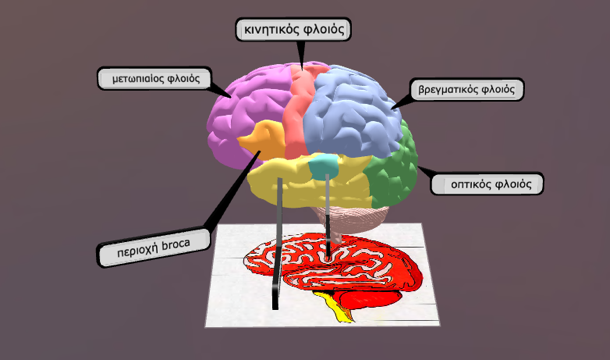 κινητικός φλοιός
μετωπιαίος φλοιός
βρεγματικός φλοιός
οπτικός φλοιός
περιοχή broca